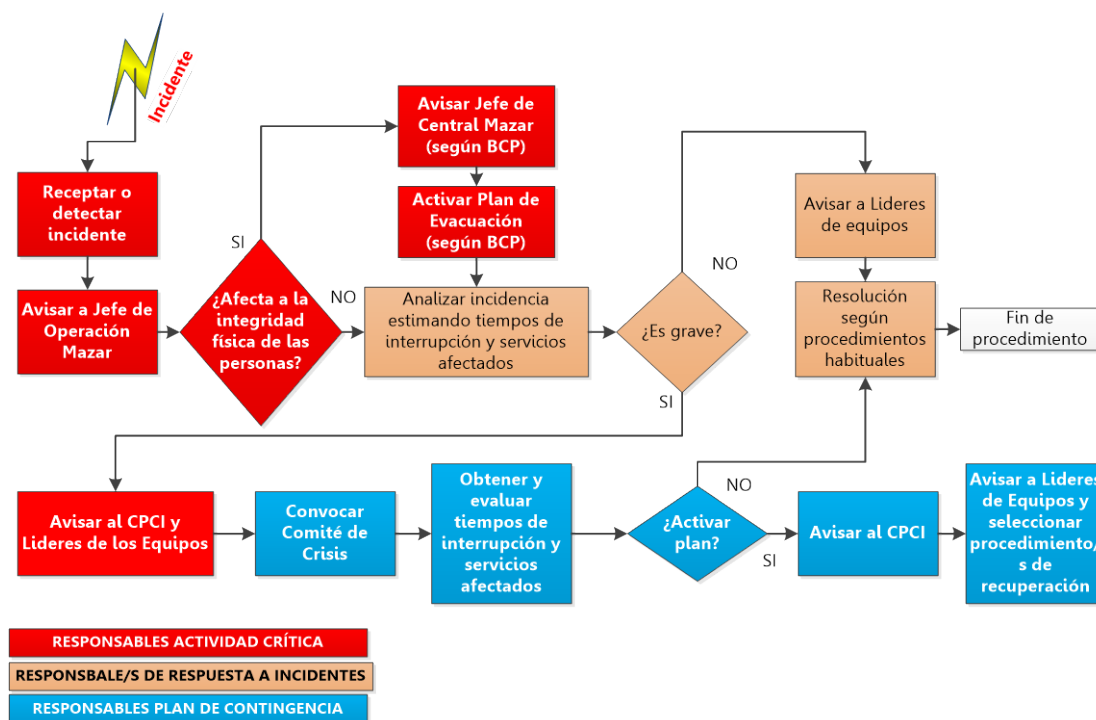 Incidente
Receptar o
detectar
incidente
Avisar a Jefe de
Operación
Mazar
¿Afecta a la
integridad
física de las
personas?
SI
NO
Avisar Jefe de
Central Mazar
(según BCP)
Activar Plan de
Evacuación
(según BCP)
Analizar incidencia
estimando tiempos de
interrupción y servicios
afectados
¿Es grave?
NO
SI
Avisar a Lideres
de equipos
Resolución
según
procedimientos
habituales
Fin de
procedimiento
Avisar al CPCI y
Lideres de los Equipos
Convocar
Comité de
Crisis
Obtener y
evaluar
tiempos de
interrupción y
servicios
afectados
¿Activar
plan?
NO
SI
Avisar al CPCI
Avisar a Lideres
de Equipos y
seleccionar
procedimiento/
s de
recuperación
RESPONSABLES ACTIVIDAD CRÍTICA
RESPONSBALE/S DE RESPUESTA A INCIDENTES
RESPONSABLES PLAN DE CONTINGENCIA